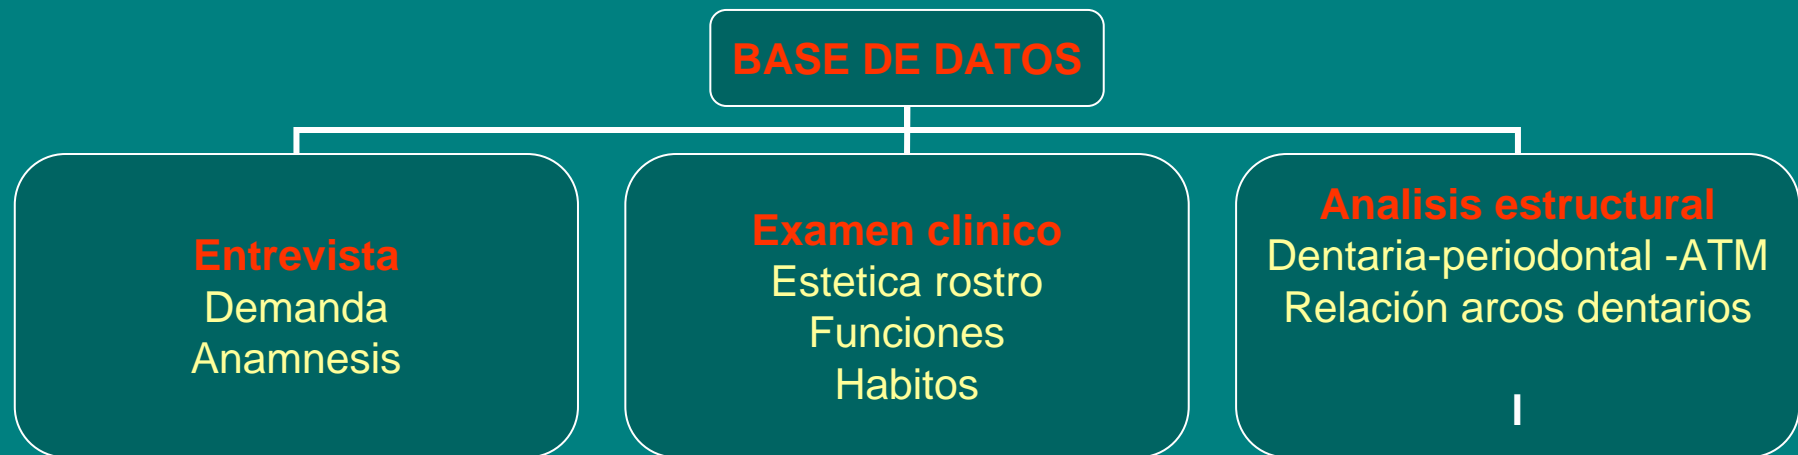 BASE DE DATOS
Entrevista
Demanda
Anamnesis
Examen clinico
Estetica rostro
Funciones
Habitos
Analisis estructural
Dentaria-periodontal -ATM
Relación arcos dentarios
I